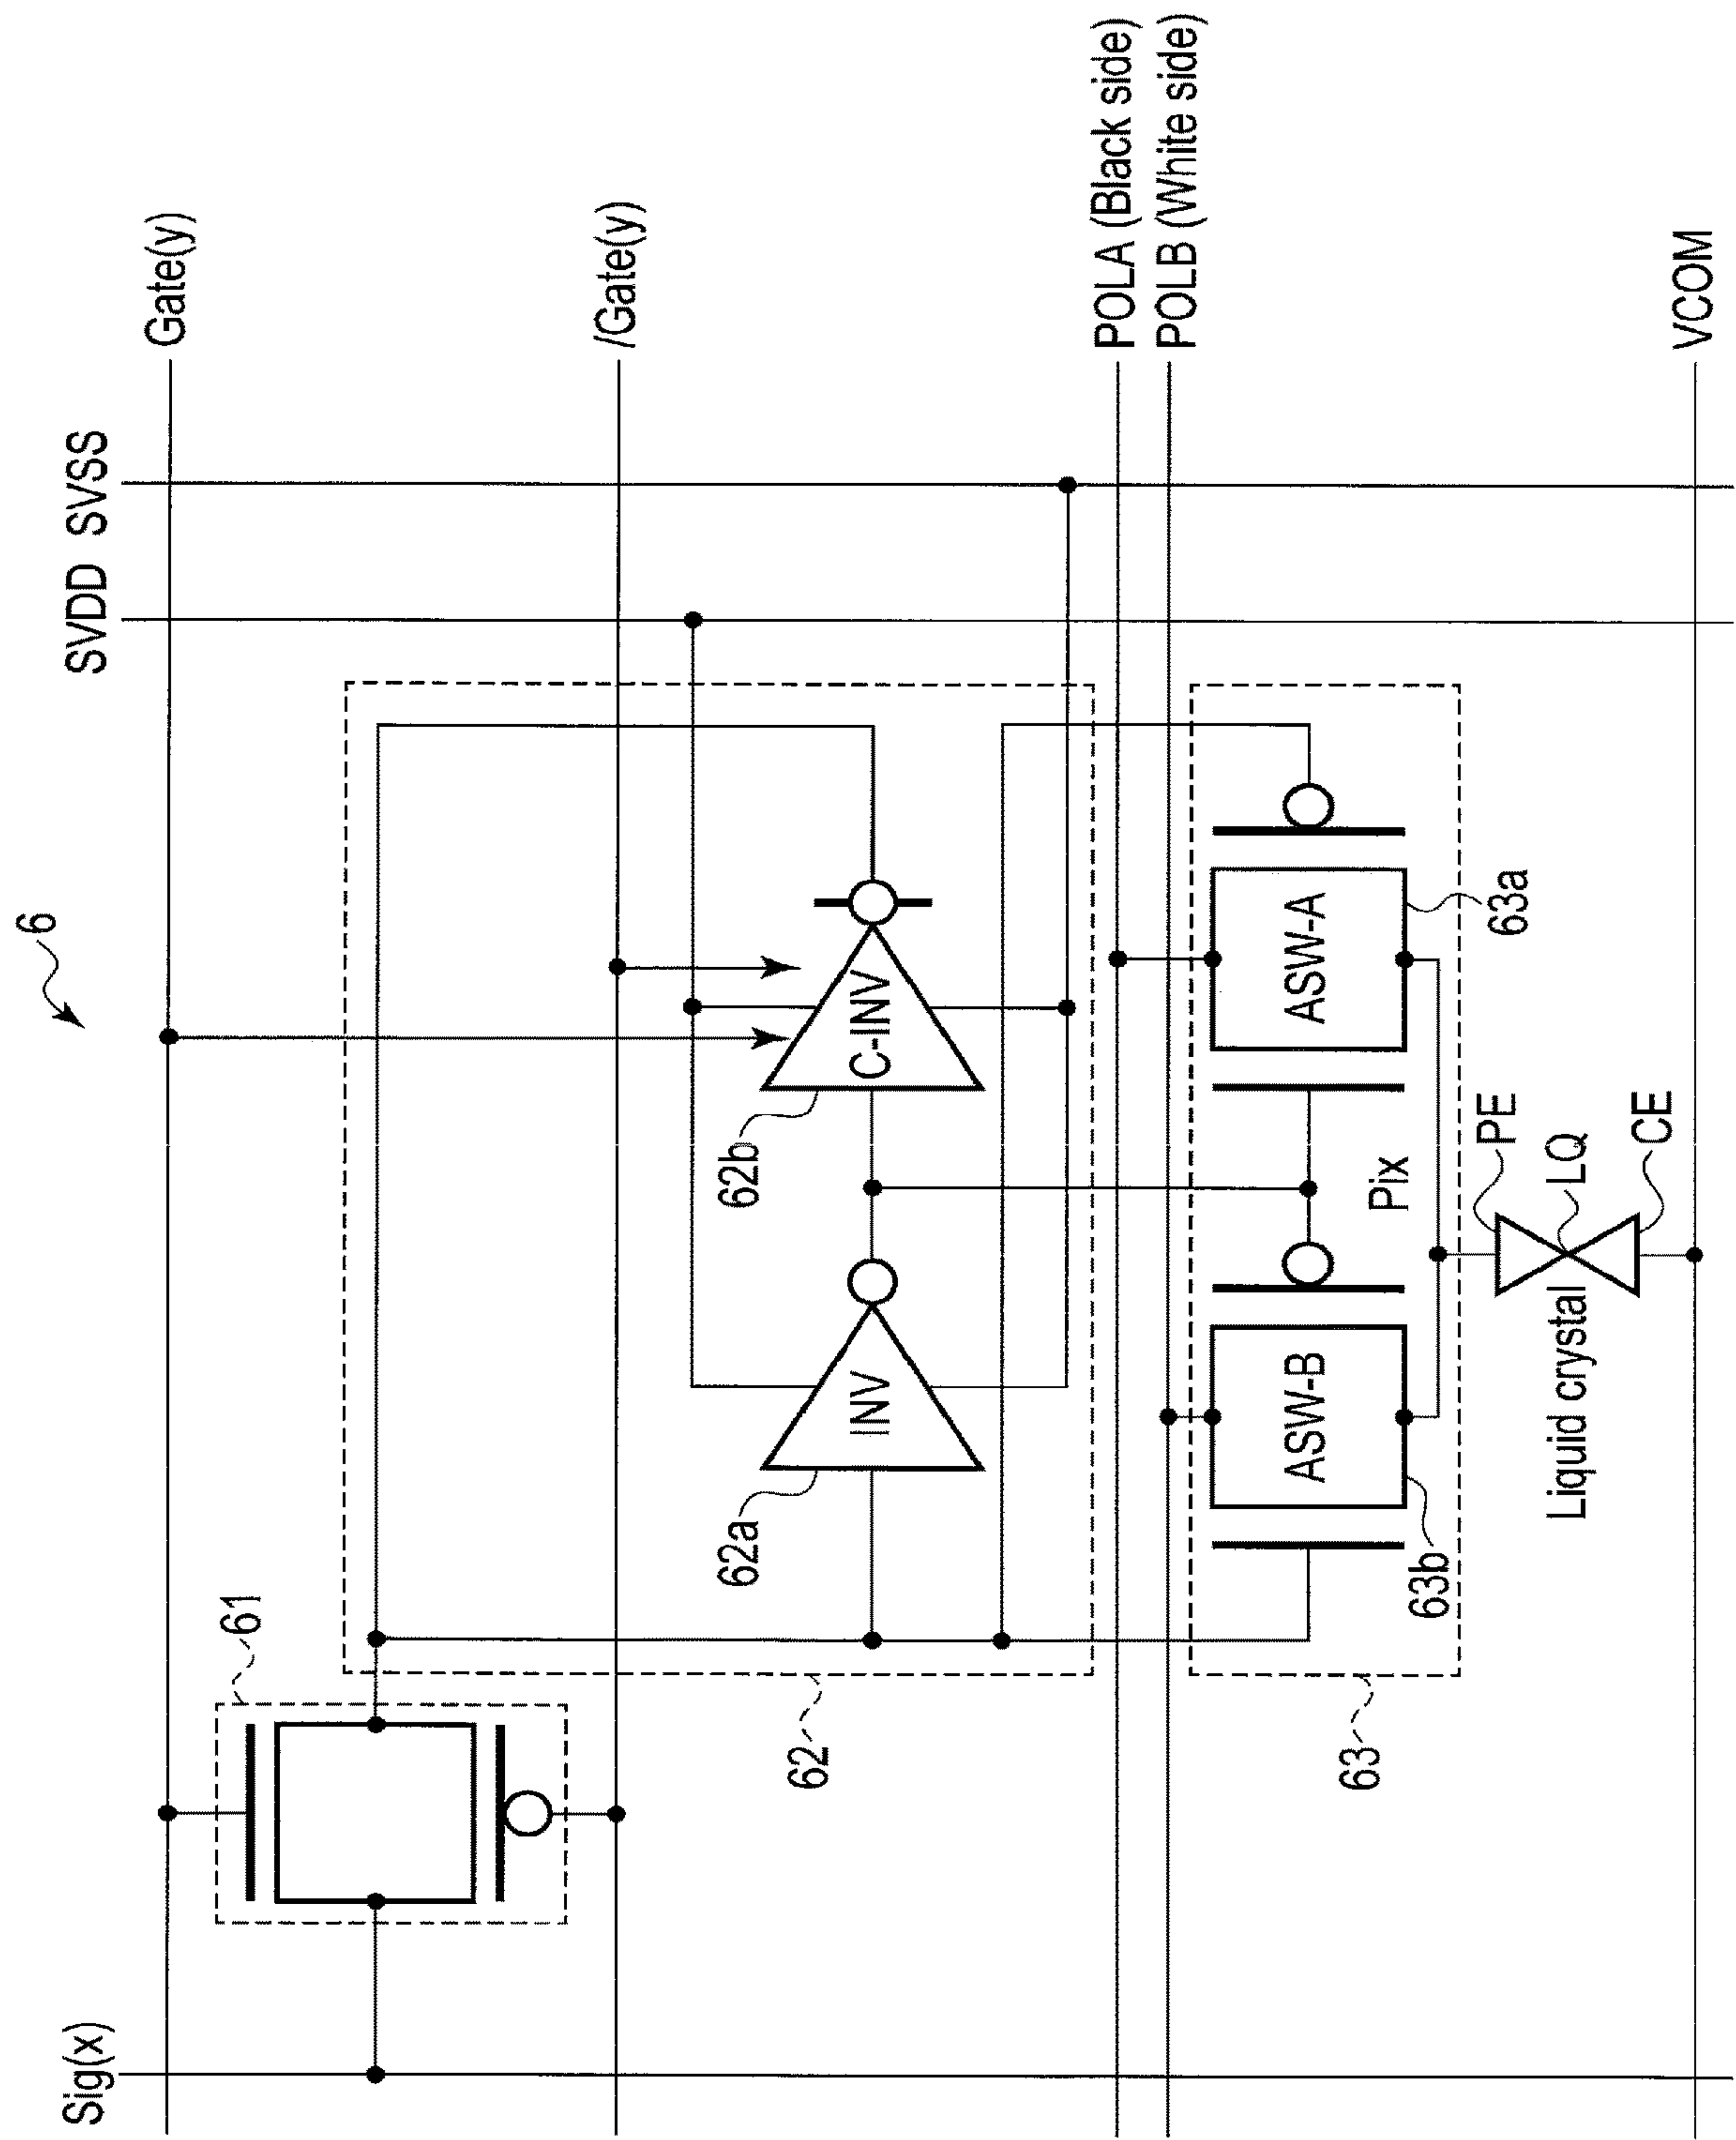 6
SVDD SVSS
Sig(x)
Gate(y)
61
/Gate(y)
62a
62b
INV
C-INV
62
POLA (Black side)
POLB (White side)
ASW-B
ASW-A
63
63b
Pix
63a
PE
Liquid crystal
LQ
CE
VCOM